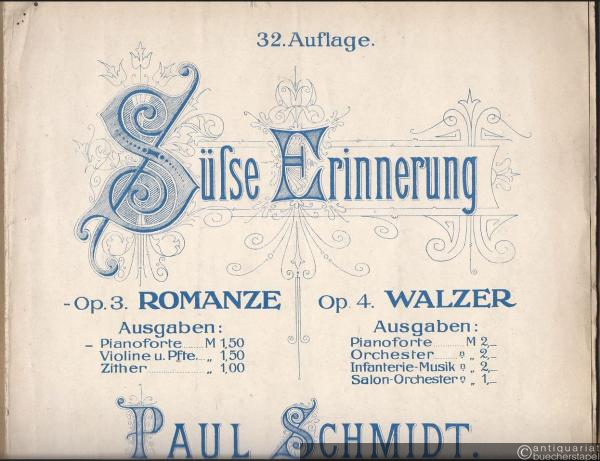 32. Auflage.
Süſse Erinnerung
-Op. 3. ROMANZE
Ausgaben:
- Pianoforte...... M 1,50
Violine u. Pfte... „ 1,50
Zither............ „ 1,00
Op. 4. WALZER
Ausgaben:
Pianoforte........... M 2,_
Orchester........ n „ 2,_
Infanterie-Musik n „ 2,_
Salon-Orchester n „ 1,_
PAUL SCHMIDT.
©antiquariat
buecherstapel